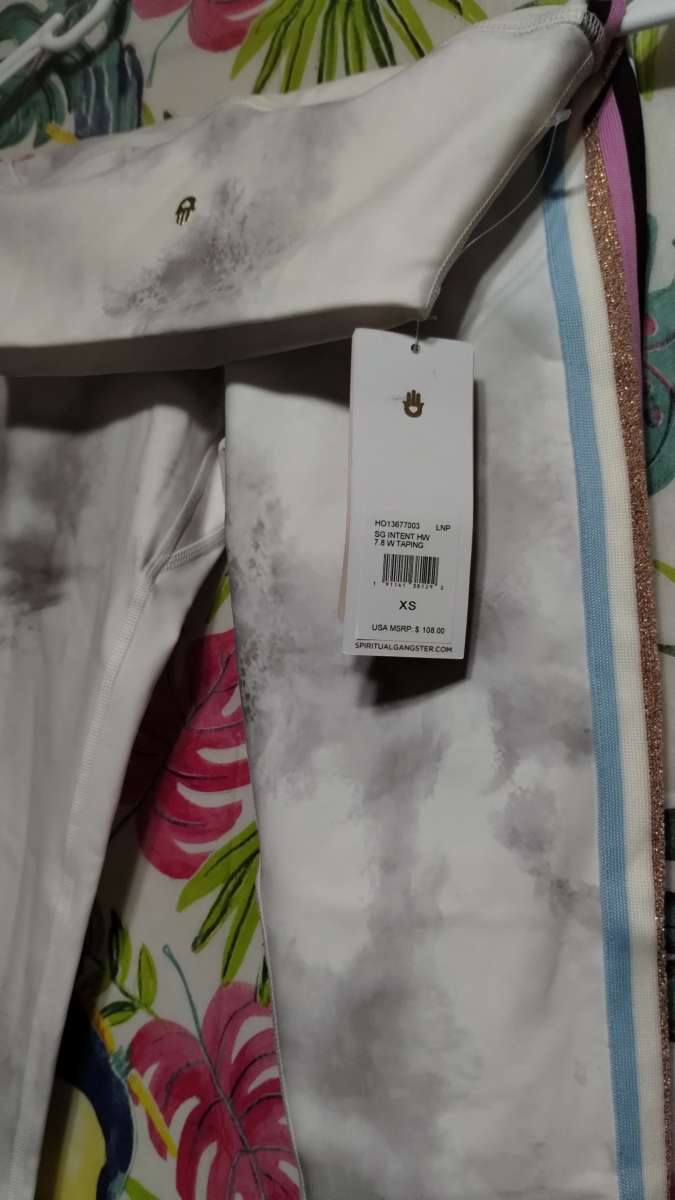 HO13677003 LNP
SG INTENT HW
7.8 W TAPING
XS
USA MSRP: $ 108.00
SPIRITUALGANGSTER.COM